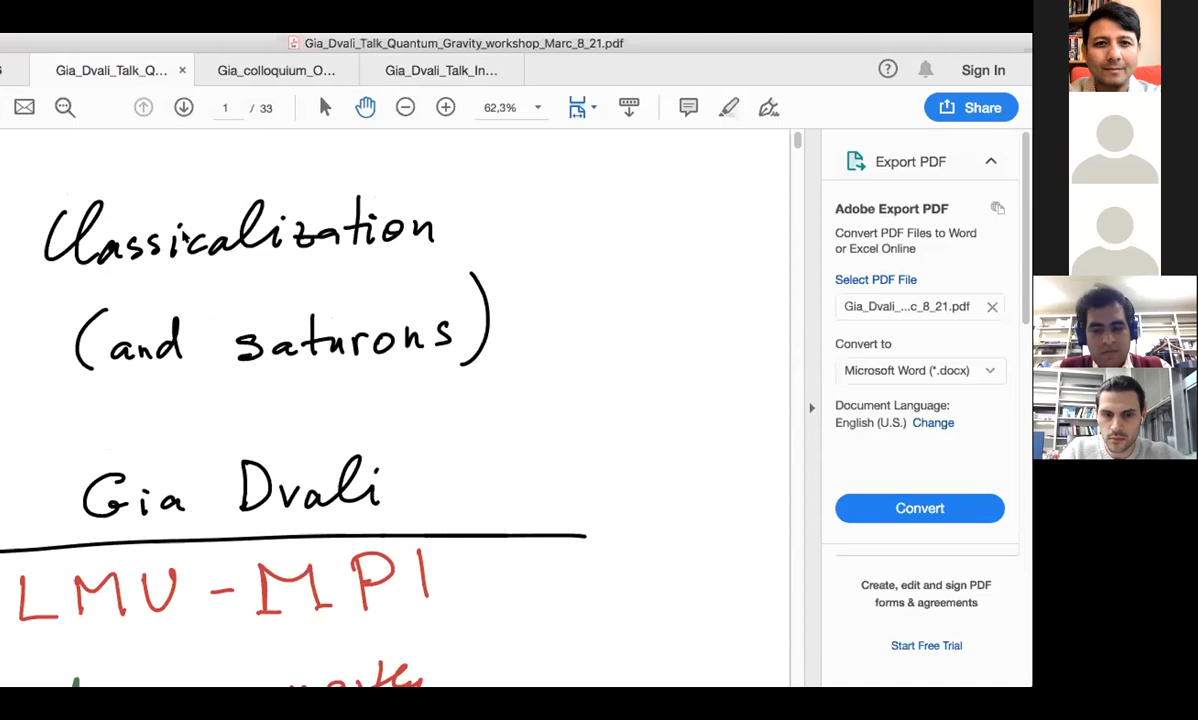 Gia_Dvali_Talk_Quantum_Gravity_workshop_Marc_8_21.pdf
Gia_Dvali_Talk_Q... × Gia_colloquium_O... Gia_Dvali_Talk_In... Sign In
1 / 33 62,3% Share
Classicalization
(and saturons)
Gia Dvali
LMU - MPI
Export PDF
Adobe Export PDF
Convert PDF Files to Word
or Excel Online
Select PDF File
Gia_Dvali_...c_8_21.pdf ×
Convert to
Microsoft Word (*.docx)
Document Language:
English (U.S.) Change
Convert
Create, edit and sign PDF
forms & agreements
Start Free Trial